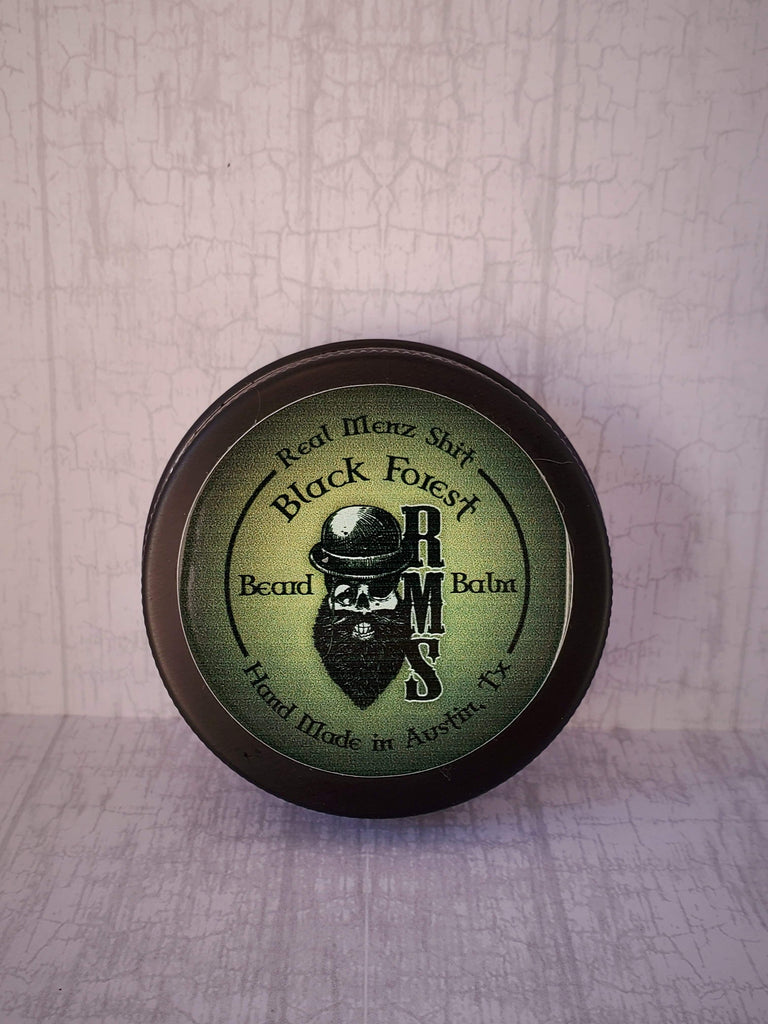 Real Menz Shit
Black Forest
Beard Balm
RMS
Hand Made in Austin, Tx